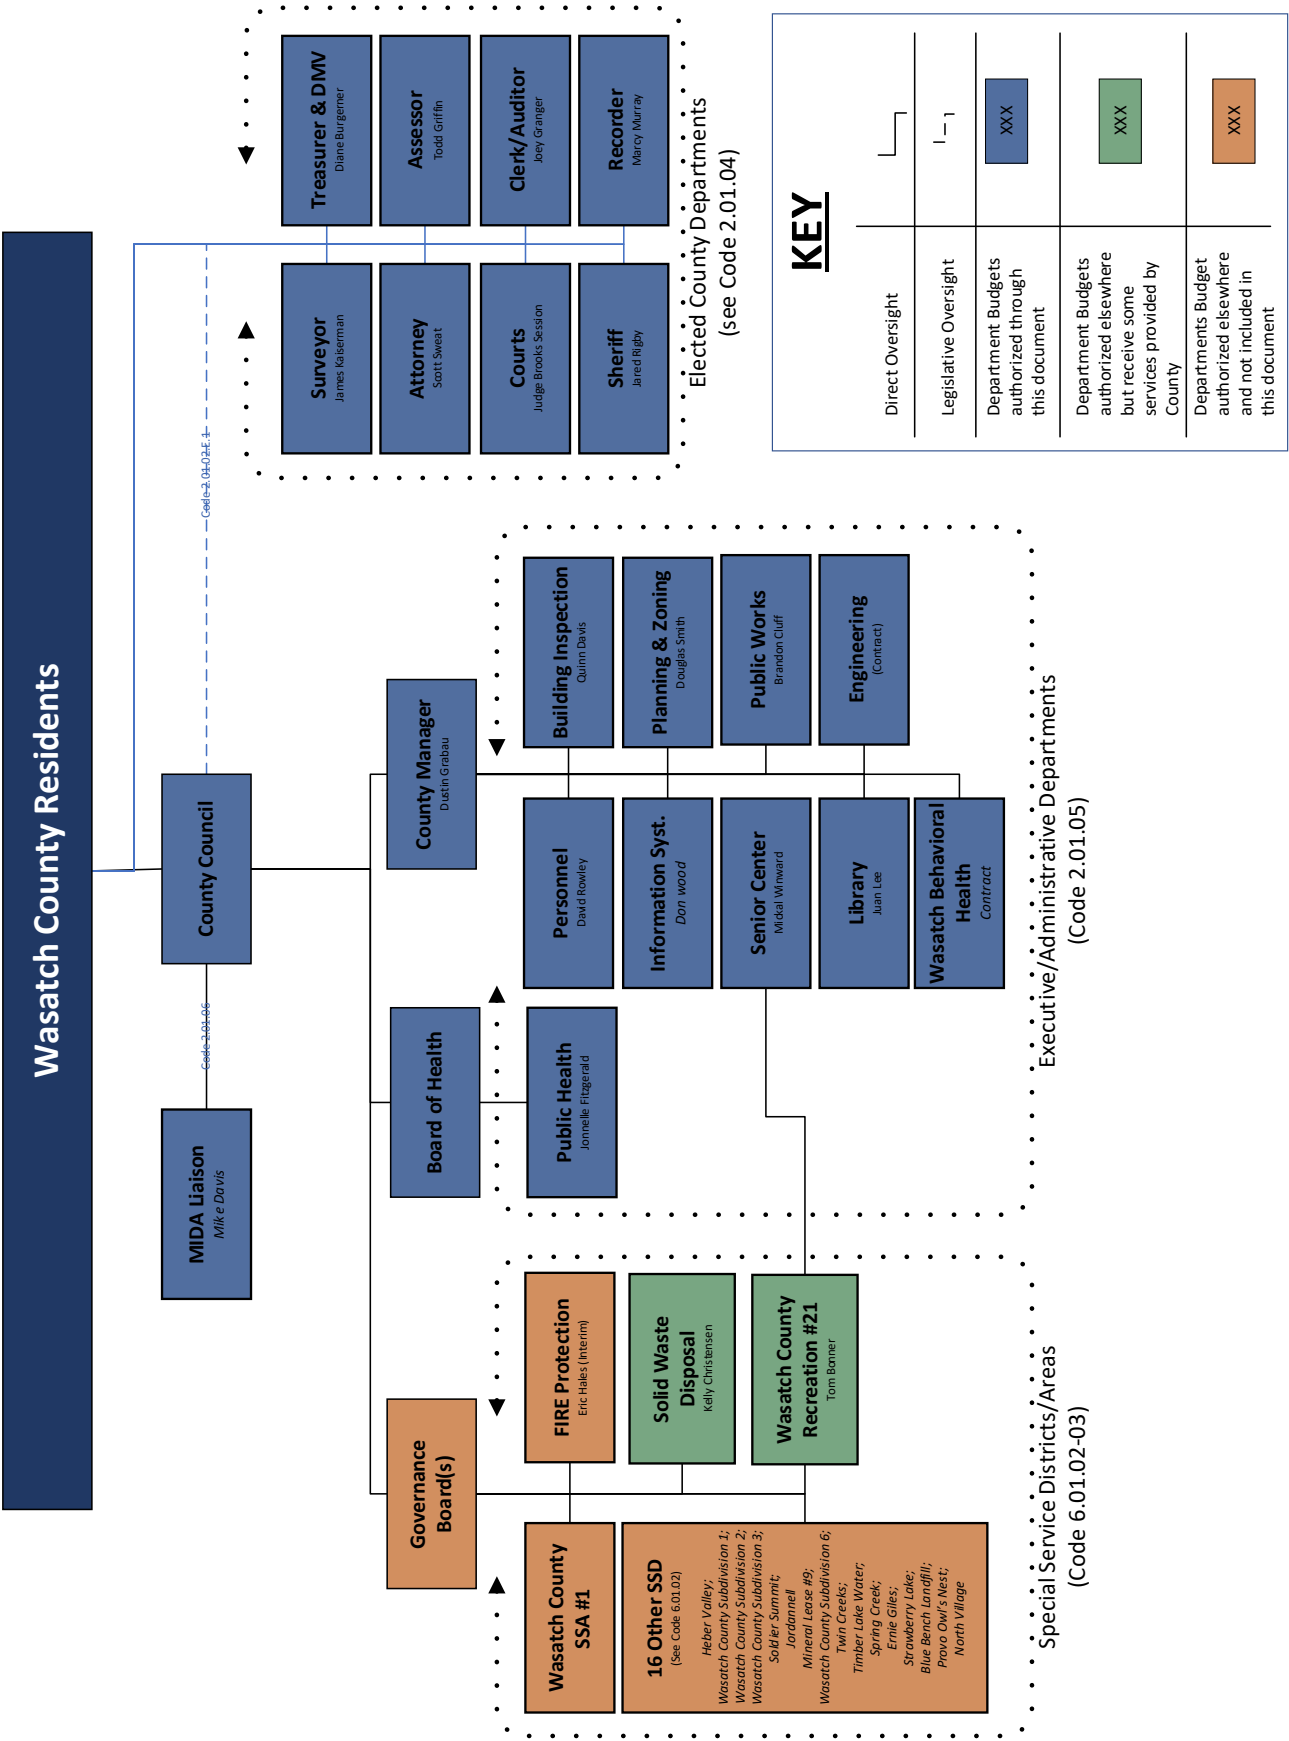 Wasatch County Residents
MIDA Liaison
Mike Davis
Code 2.01.06
County Council
Code 2.01.02.E.1
Governance
Board(s)
Board of Health
County Manager
Dustin Grabau
Wasatch County
SSA #1
FIRE Protection
Eric Hales (Interim)
16 Other SSD
(See Code 6.01.02)
Heber Valley;
Wasatch County Subdivision 1;
Wasatch County Subdivision 2;
Wasatch County Subdivision 3;
Soldier Summit;
Jordannell
Mineral Lease #9;
Wasatch County Subdivision 6;
Twin Creeks;
Timber Lake Water;
Spring Creek;
Ernie Giles;
Strawberry Lake;
Blue Bench Landfill;
Provo Owl's Nest;
North Village
Solid Waste
Disposal
Kelly Christensen
Wasatch County
Recreation #21
Tom Bonner
Special Service Districts/Areas
(Code 6.01.02-03)
Public Health
Jonnelle Fitzgerald
Personnel
David Rowley
Building Inspection
Quinn Davis
Information Syst.
Don wood
Planning & Zoning
Douglas Smith
Senior Center
Mickal Winward
Public Works
Brandon Cluff
Library
Juan Lee
Engineering
(Contract)
Wasatch Behavioral
Health
Contract
Executive/Administrative Departments
(Code 2.01.05)
Surveyor
James Kaiserman
Treasurer & DMV
Diane Burgerner
Attorney
Scott Sweat
Assessor
Todd Griffin
Courts
Judge Brooks Session
Clerk/Auditor
Joey Granger
Sheriff
Jared Rigby
Recorder
Marcy Murray
Elected County Departments
(see Code 2.01.04)
KEY
Direct Oversight
Legislative Oversight
Department Budgets
authorized through
this document
XXX
Department Budgets
authorized elsewhere
but receive some
services provided by
County
XXX
Departments Budget
authorized elsewhere
and not included in
this document
XXX